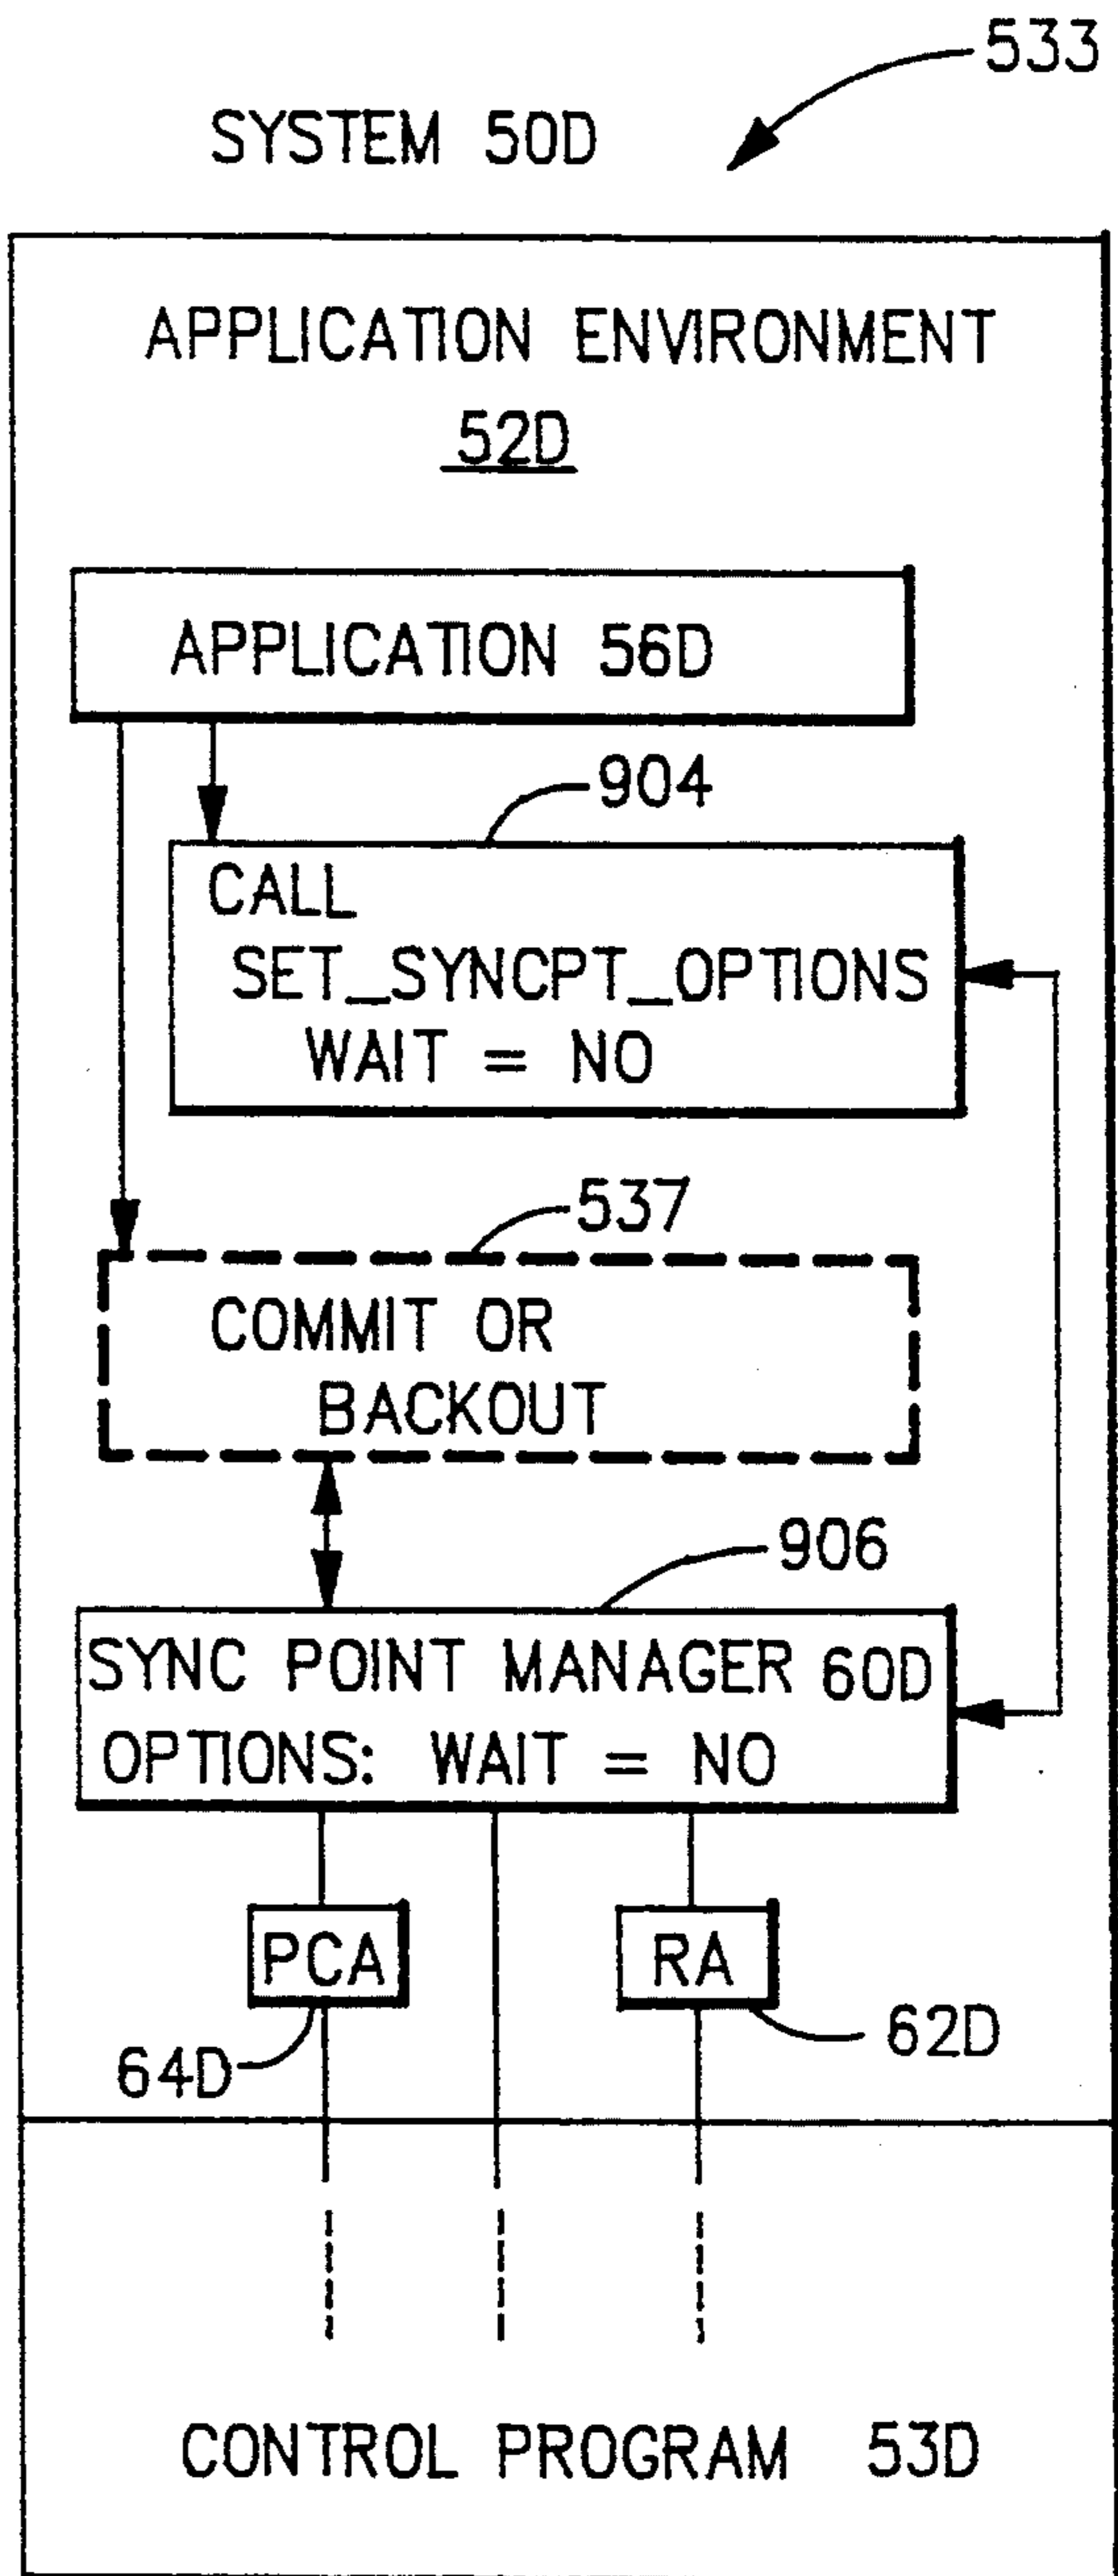 533
SYSTEM 50D
APPLICATION ENVIRONMENT
52D
APPLICATION 56D
904
CALL
SET_SYNCPT_OPTIONS
WAIT = NO
537
COMMIT OR
BACKOUT
906
SYNC POINT MANAGER 60D
OPTIONS: WAIT = NO
PCA
RA
64D
62D
CONTROL PROGRAM 53D